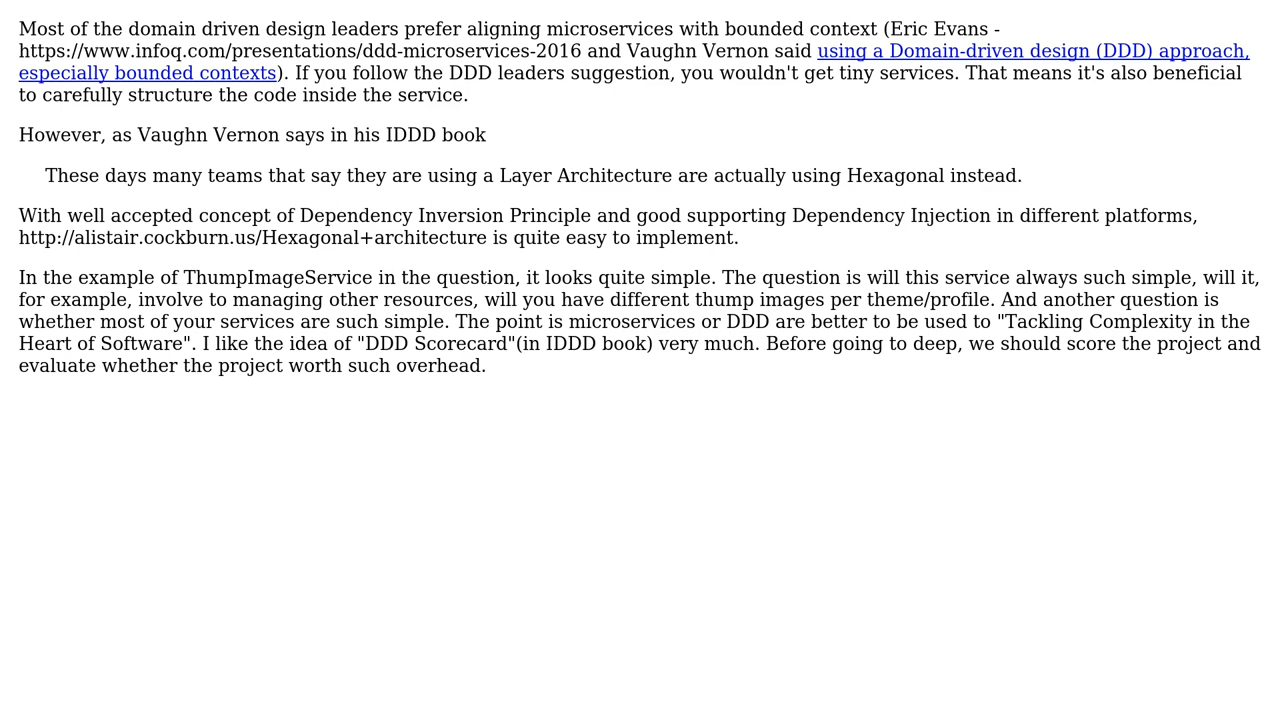 Most of the domain driven design leaders prefer aligning microservices with bounded context (Eric Evans -
https://www.infoq.com/presentations/ddd-microservices-2016 and Vaughn Vernon said using a Domain-driven design (DDD) approach,
especially bounded contexts). If you follow the DDD leaders suggestion, you wouldn't get tiny services. That means it's also beneficial
to carefully structure the code inside the service.
However, as Vaughn Vernon says in his IDDD book
These days many teams that say they are using a Layer Architecture are actually using Hexagonal instead.
With well accepted concept of Dependency Inversion Principle and good supporting Dependency Injection in different platforms,
http://alistair.cockburn.us/Hexagonal+architecture is quite easy to implement.
In the example of ThumpImageService in the question, it looks quite simple. The question is will this service always such simple, will it,
for example, involve to managing other resources, will you have different thump images per theme/profile. And another question is
whether most of your services are such simple. The point is microservices or DDD are better to be used to "Tackling Complexity in the
Heart of Software". I like the idea of "DDD Scorecard"(in IDDD book) very much. Before going to deep, we should score the project and
evaluate whether the project worth such overhead.